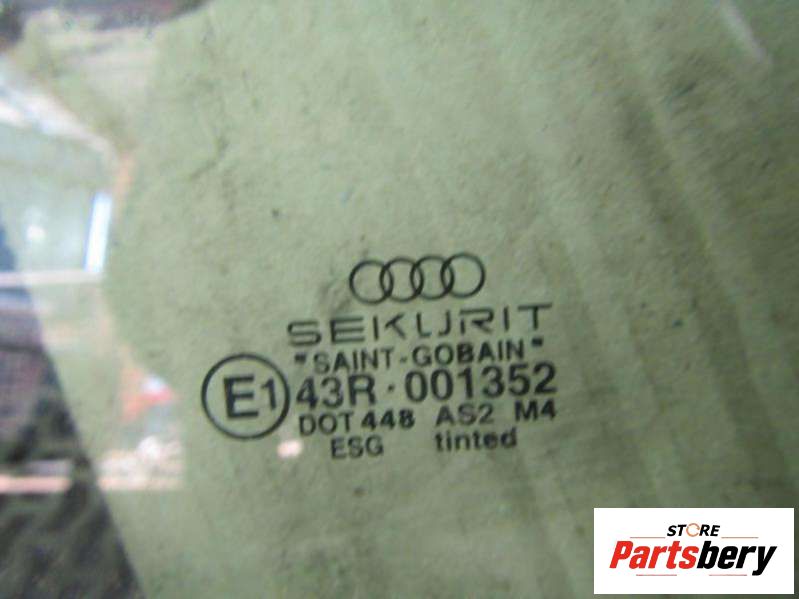 SEKURIT
"SAINT-GOBAIN"
E1 43R · 001352
DOT 448 AS2 M4
ESG tinted
STORE
Partsbery